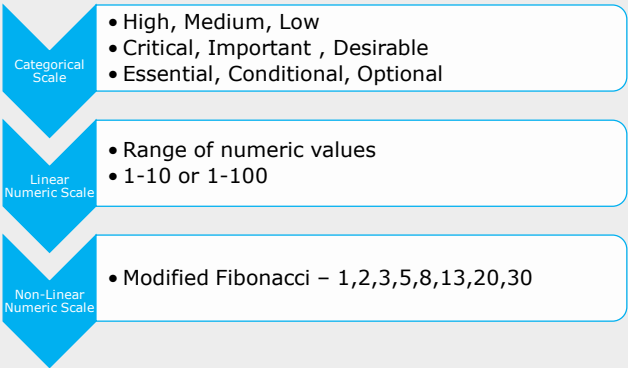 Categorical
Scale
• High, Medium, Low
• Critical, Important , Desirable
• Essential, Conditional, Optional
Linear
Numeric Scale
• Range of numeric values
• 1-10 or 1-100
Non-Linear
Numeric Scale
• Modified Fibonacci – 1,2,3,5,8,13,20,30